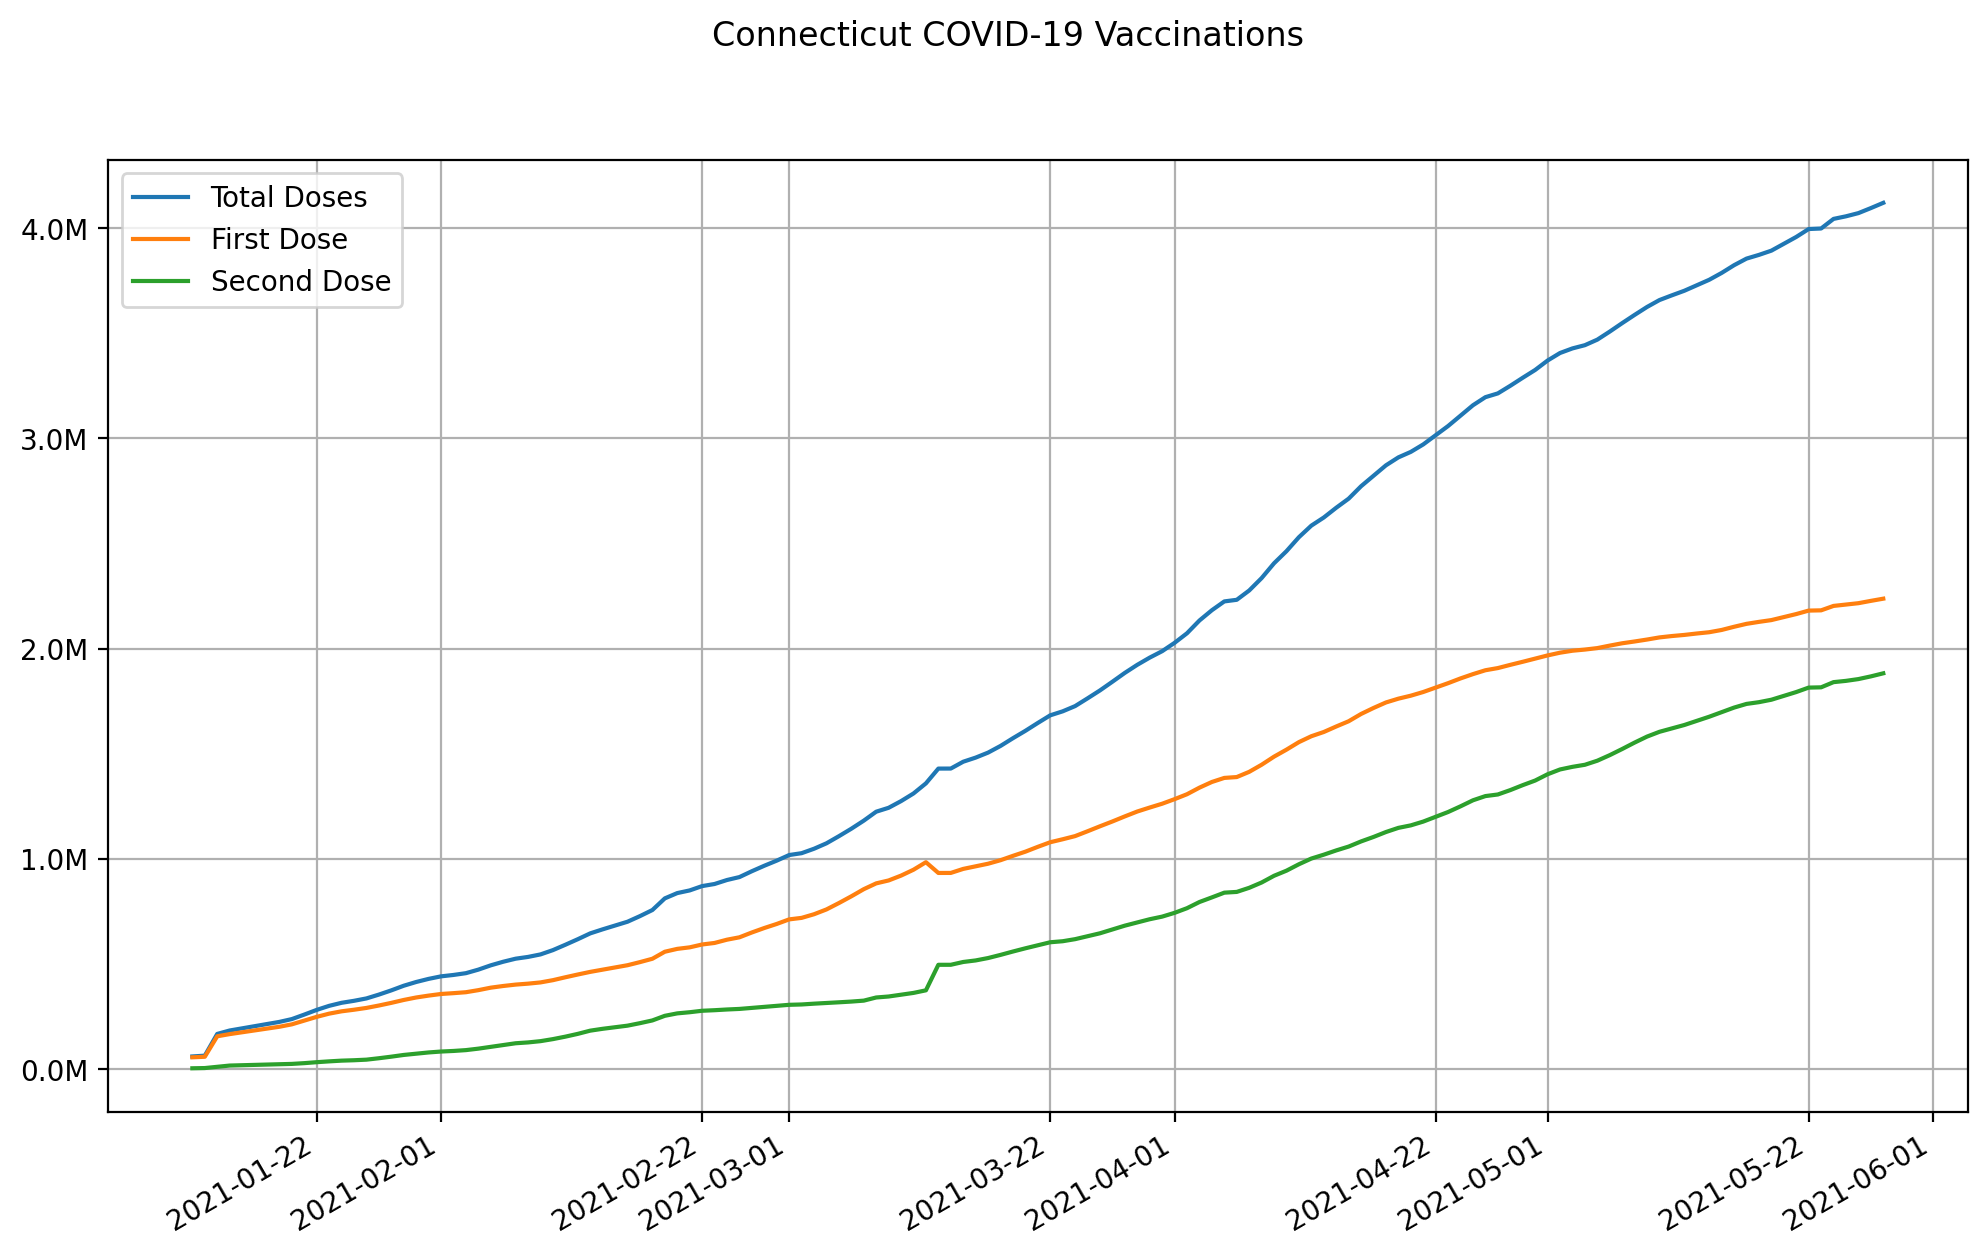 Connecticut COVID-19 Vaccinations
Total Doses
First Dose
Second Dose
4.0M
3.0M
2.0M
1.0M
0.0M
2021-01-22
2021-02-01
2021-02-22
2021-03-01
2021-03-22
2021-04-01
2021-04-22
2021-05-01
2021-05-22
2021-06-01